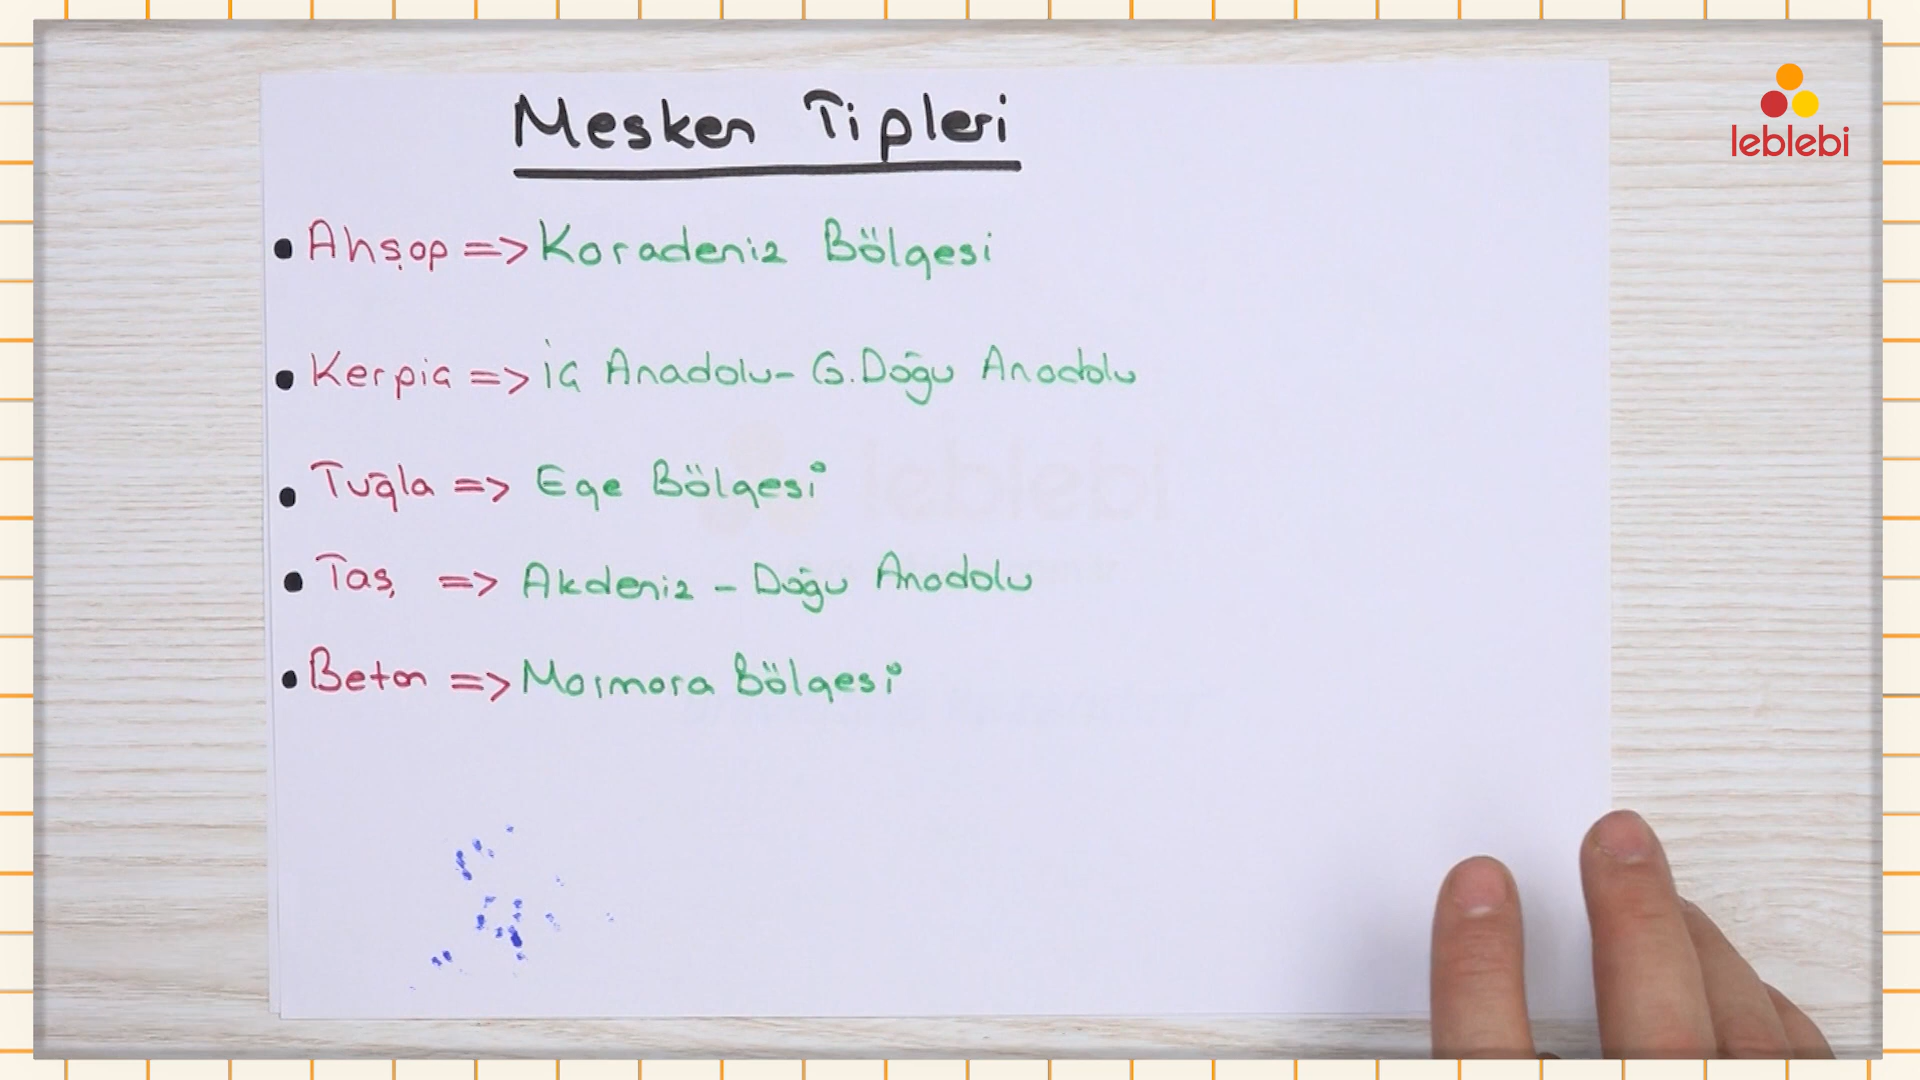 leblebi
Mesken Tipleri
• Ahşap => Karadeniz Bölgesi
• Kerpiç => İç Anadolu - G.Doğu Anadolu
• Tuğla => Ege Bölgesi
leblebi
• Taş => Akdeniz - Doğu Anadolu
• Beton => Marmara Bölgesi